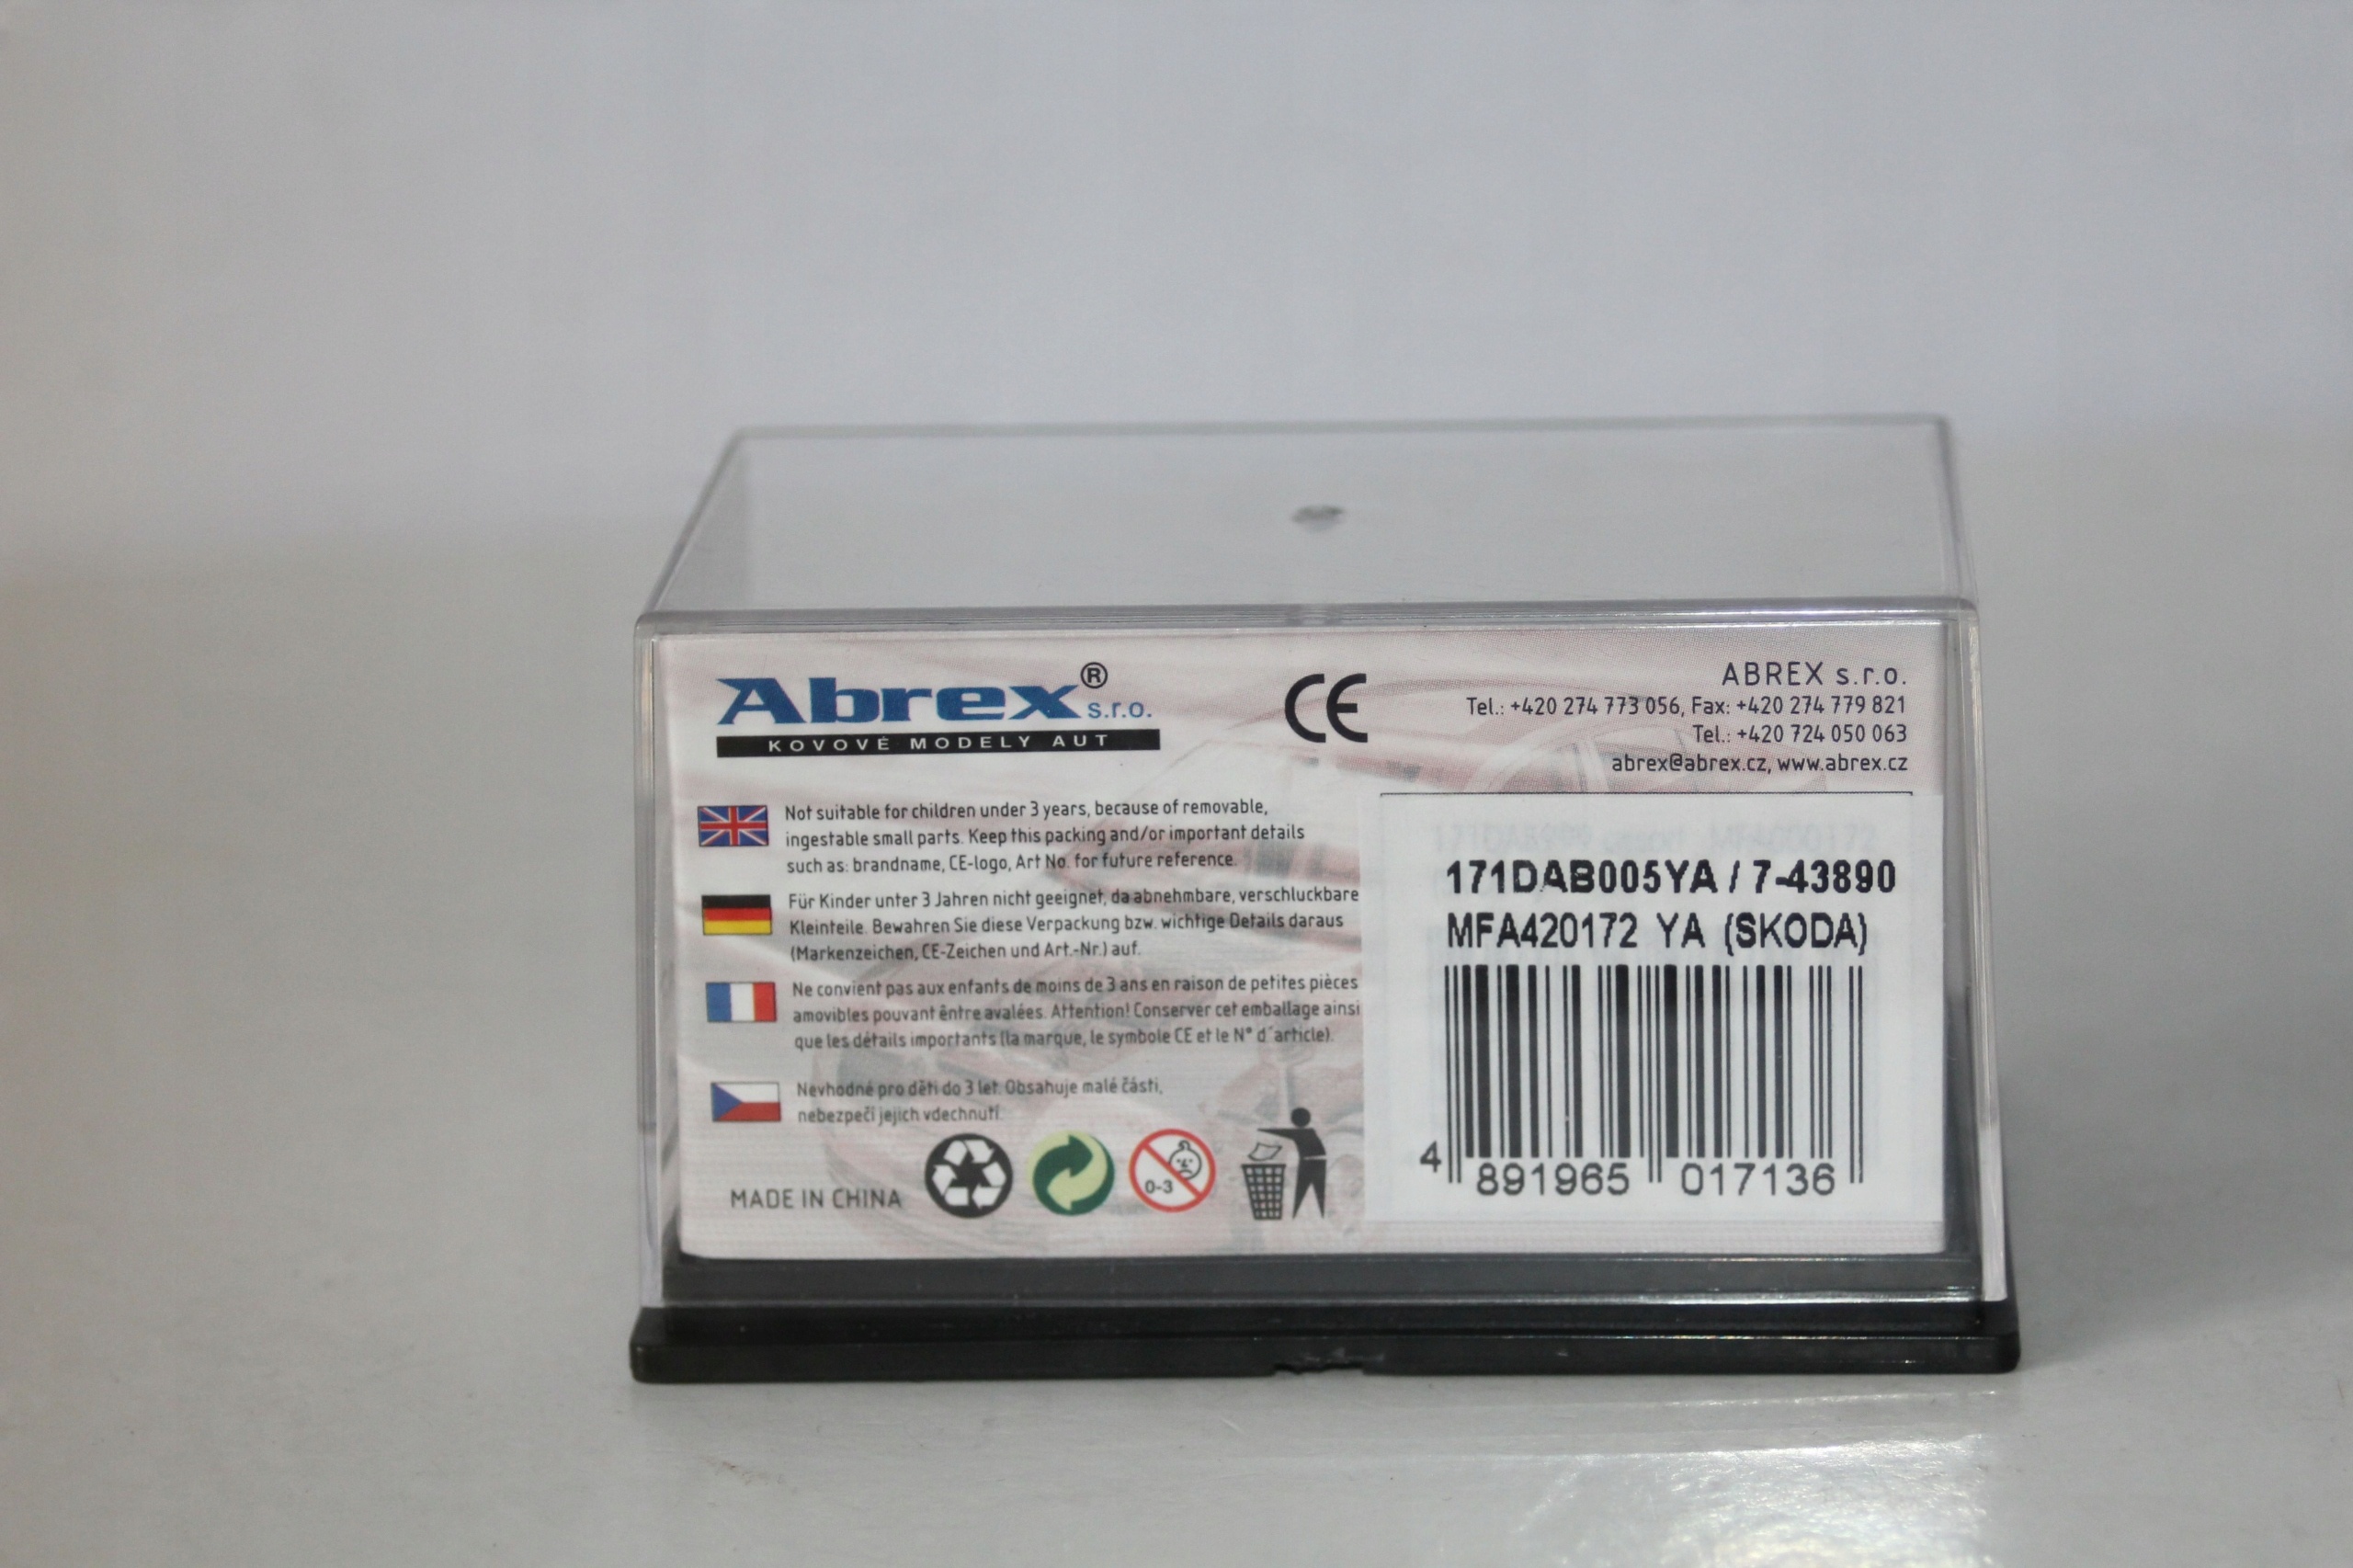 Abrex® s.r.o.
KOVOVÉ MODELY AUT
CE
ABREX s.r.o.
Tel.: +420 274 773 056, Fax: +420 274 779 821
Tel.: +420 724 050 063
abrex@abrex.cz, www.abrex.cz
Not suitable for children under 3 years, because of removable,
ingestable small parts. Keep this packing and/or important details
such as: brandname, CE-logo, Art No. for future reference.
Für Kinder unter 3 Jahren nicht geeignet, da abnehmbare, verschluckbare
Kleinteile. Bewahren Sie diese Verpackung bzw. wichtige Details daraus
(Markenzeichen, CE-Zeichen und Art.-Nr.) auf.
Ne convient pas aux enfants de moins de 3 ans en raison de petites pièces
amovibles pouvant êntre avalées. Attention! Conserver cet emballage ainsi
que les détails importants (la marque, le symbole CE et le N° d´article).
Nevhodné pro děti do 3 let. Obsahuje malé části,
nebezpečí jejich vdechnutí.
MADE IN CHINA
0-3
171DAB005YA / 7-43890
MFA420172 YA (SKODA)
4 891965 017136